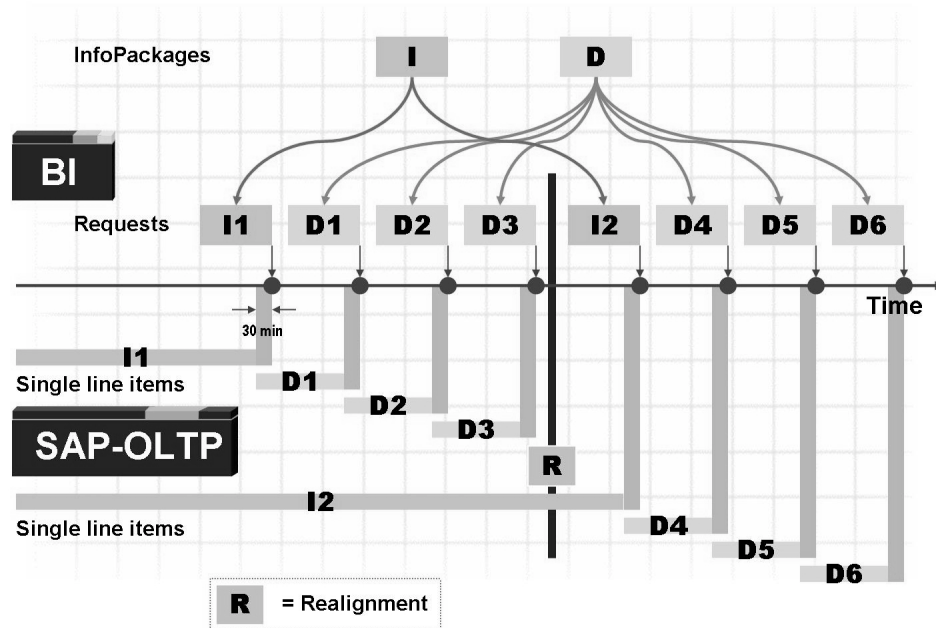 InfoPackages
I
D
BI
Requests
I1
D1
D2
D3
I2
D4
D5
D6
Time
30 min
I1
Single line items
D1
D2
D3
SAP-OLTP
R
I2
Single line items
D4
D5
D6
R = Realignment